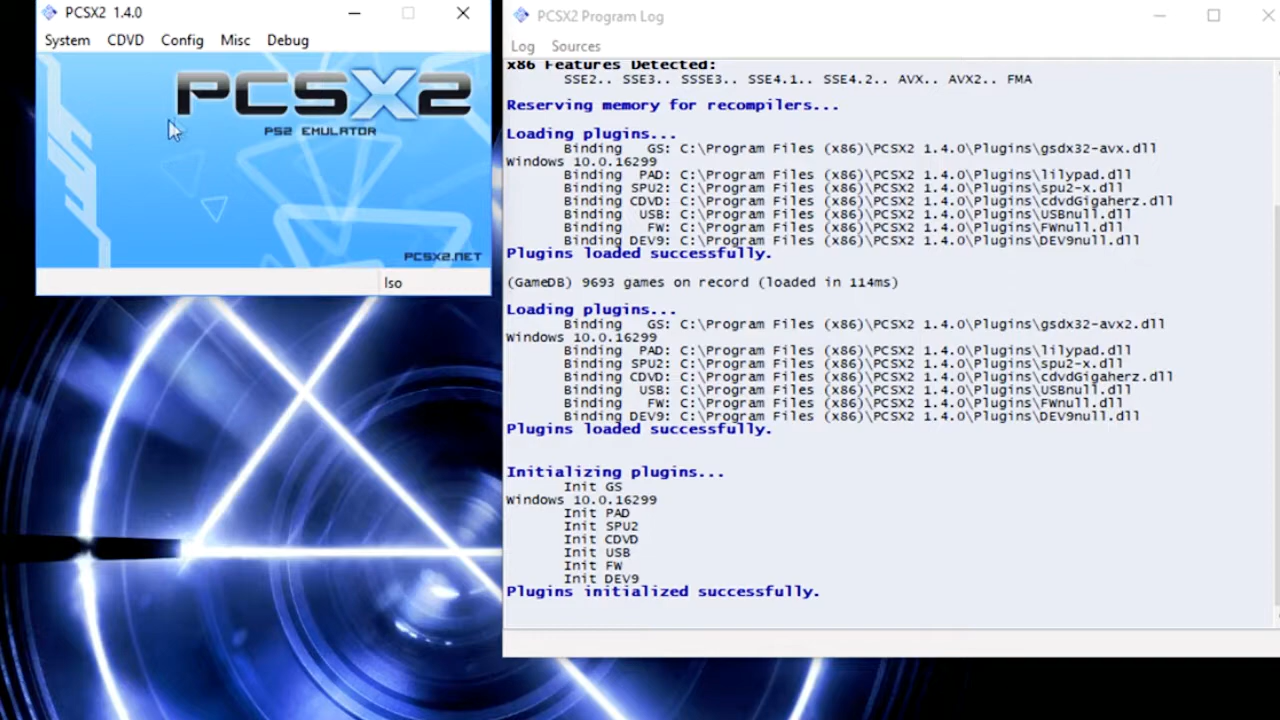 PCSX2 1.4.0
System CDVD Config Misc Debug
PCSX2
PS2 EMULATOR
PCSX2.NET
Iso
PCSX2 Program Log
Log Sources
x86 Features Detected:
SSE2.. SSE3.. SSSE3.. SSE4.1.. SSE4.2.. AVX.. AVX2.. FMA
Reserving memory for recompilers...
Loading plugins...
Binding GS: C:\Program Files (x86)\PCSX2 1.4.0\Plugins\gsdx32-avx.dll
Windows 10.0.16299
Binding PAD: C:\Program Files (x86)\PCSX2 1.4.0\Plugins\lilypad.dll
Binding SPU2: C:\Program Files (x86)\PCSX2 1.4.0\Plugins\spu2-x.dll
Binding CDVD: C:\Program Files (x86)\PCSX2 1.4.0\Plugins\cdvdGigaherz.dll
Binding USB: C:\Program Files (x86)\PCSX2 1.4.0\Plugins\USBnull.dll
Binding FW: C:\Program Files (x86)\PCSX2 1.4.0\Plugins\FWnull.dll
Binding DEV9: C:\Program Files (x86)\PCSX2 1.4.0\Plugins\DEV9null.dll
Plugins loaded successfully.
(GameDB) 9693 games on record (loaded in 114ms)
Loading plugins...
Binding GS: C:\Program Files (x86)\PCSX2 1.4.0\Plugins\gsdx32-avx2.dll
Windows 10.0.16299
Binding PAD: C:\Program Files (x86)\PCSX2 1.4.0\Plugins\lilypad.dll
Binding SPU2: C:\Program Files (x86)\PCSX2 1.4.0\Plugins\spu2-x.dll
Binding CDVD: C:\Program Files (x86)\PCSX2 1.4.0\Plugins\cdvdGigaherz.dll
Binding USB: C:\Program Files (x86)\PCSX2 1.4.0\Plugins\USBnull.dll
Binding FW: C:\Program Files (x86)\PCSX2 1.4.0\Plugins\FWnull.dll
Binding DEV9: C:\Program Files (x86)\PCSX2 1.4.0\Plugins\DEV9null.dll
Plugins loaded successfully.
Initializing plugins...
Init GS
Windows 10.0.16299
Init PAD
Init SPU2
Init CDVD
Init USB
Init FW
Init DEV9
Plugins initialized successfully.